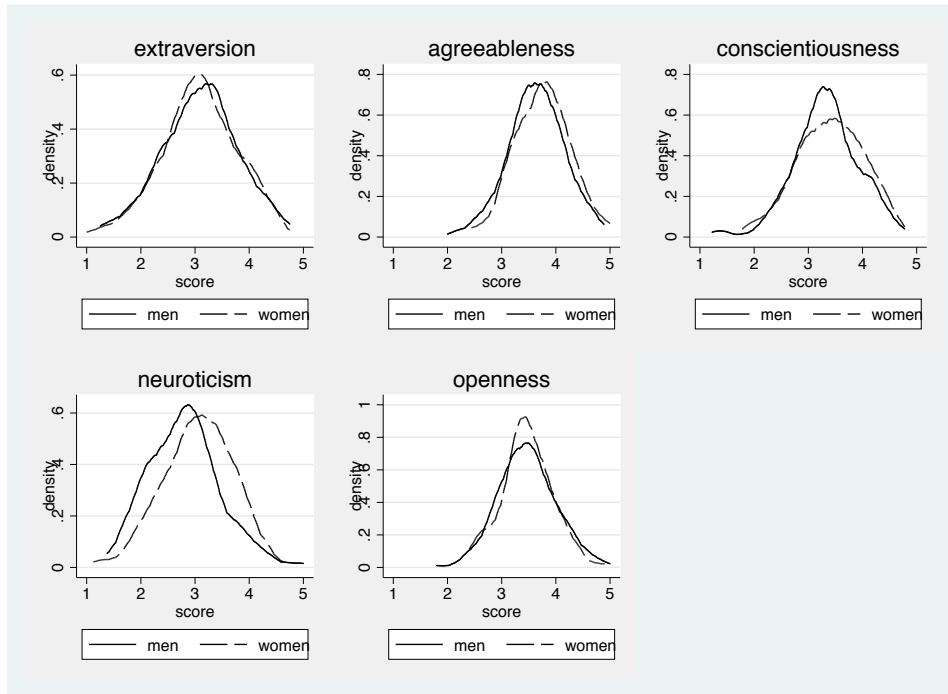 extraversion
density
0 .2 .4 .6
1 2 3 4 5
score
men women
agreeableness
density
0 .2 .4 .6 .8
1 2 3 4 5
score
men women
conscientiousness
density
0 .2 .4 .6 .8
1 2 3 4 5
score
men women
neuroticism
density
0 .2 .4 .6
1 2 3 4 5
score
men women
openness
density
0 .2 .4 .6 .8 1
1 2 3 4 5
score
men women